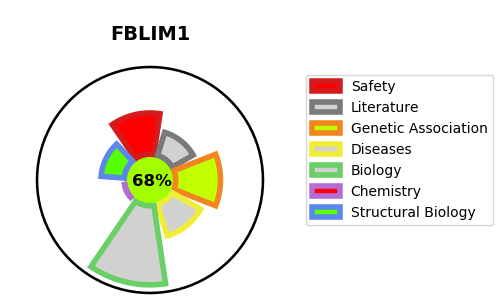 FBLIM1
68%
Safety
Literature
Genetic Association
Diseases
Biology
Chemistry
Structural Biology